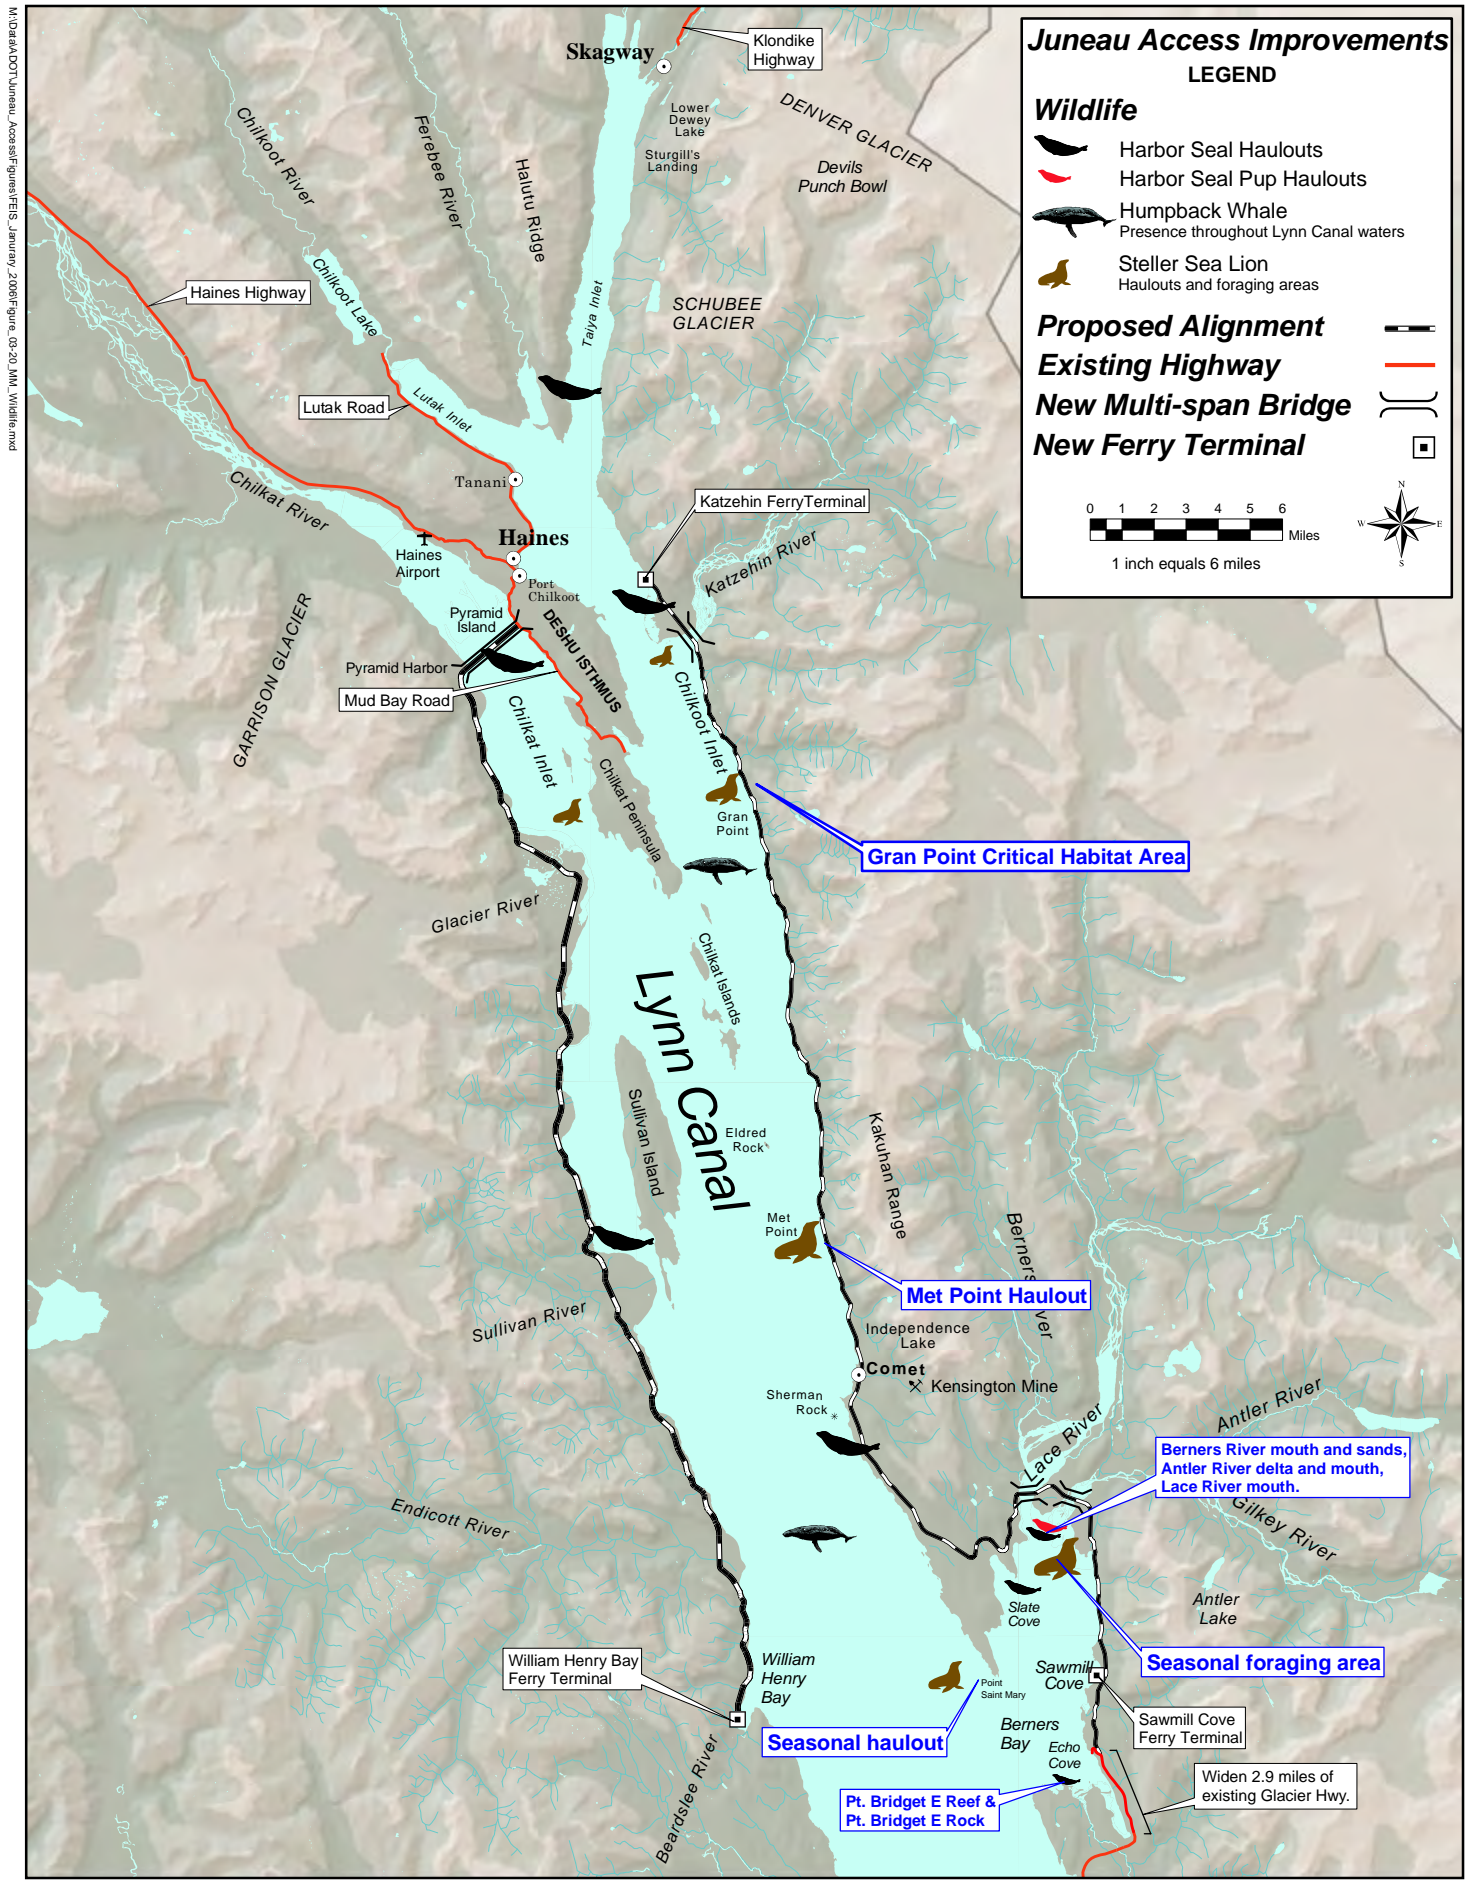 M:\Data\ADOT\Juneau_Access\Figures\FEIS_Janurary_2006\Figure_03-20_MM_Wildlife.mxd
Juneau Access Improvements
LEGEND
Wildlife
Harbor Seal Haulouts
Harbor Seal Pup Haulouts
Humpback Whale
Presence throughout Lynn Canal waters
Steller Sea Lion
Haulouts and foraging areas
Proposed Alignment
Existing Highway
New Multi-span Bridge
New Ferry Terminal
0 1 2 3 4 5 6
Miles
1 inch equals 6 miles
N
W
E
S
Skagway
Klondike
Highway
Lower
Dewey
Lake
DENVER GLACIER
Sturgill's
Landing
Devils
Punch Bowl
Chilkoot River
Ferebee River
Halutu Ridge
Chilkoot Lake
Taiya Inlet
SCHUBEE
GLACIER
Haines Highway
Lutak Road
Lutak Inlet
Tanani
Chilkat River
Katzehin FerryTerminal
Haines
Haines
Airport
Katzehin River
Port
Chilkoot
Pyramid
Island
DESHU ISTHMUS
GARRISON GLACIER
Pyramid Harbor
Mud Bay Road
Chilkat Inlet
Chilkoot Inlet
Chilkat Peninsula
Gran
Point
Gran Point Critical Habitat Area
Glacier River
Chilkat Islands
Lynn Canal
Sullivan Island
Eldred
Rock
Kakuhan Range
Met
Point
Berners River
Met Point Haulout
Sullivan River
Independence
Lake
Comet
Kensington Mine
Sherman
Rock
Antler River
Lace River
Berners River mouth and sands,
Antler River delta and mouth,
Lace River mouth.
Gilkey River
Endicott River
Slate
Cove
Antler
Lake
William Henry Bay
Ferry Terminal
William
Henry
Bay
Seasonal foraging area
Sawmill
Cove
Point
Saint Mary
Sawmill Cove
Ferry Terminal
Berners
Bay
Seasonal haulout
Echo
Cove
Beardslee River
Widen 2.9 miles of
existing Glacier Hwy.
Pt. Bridget E Reef &
Pt. Bridget E Rock